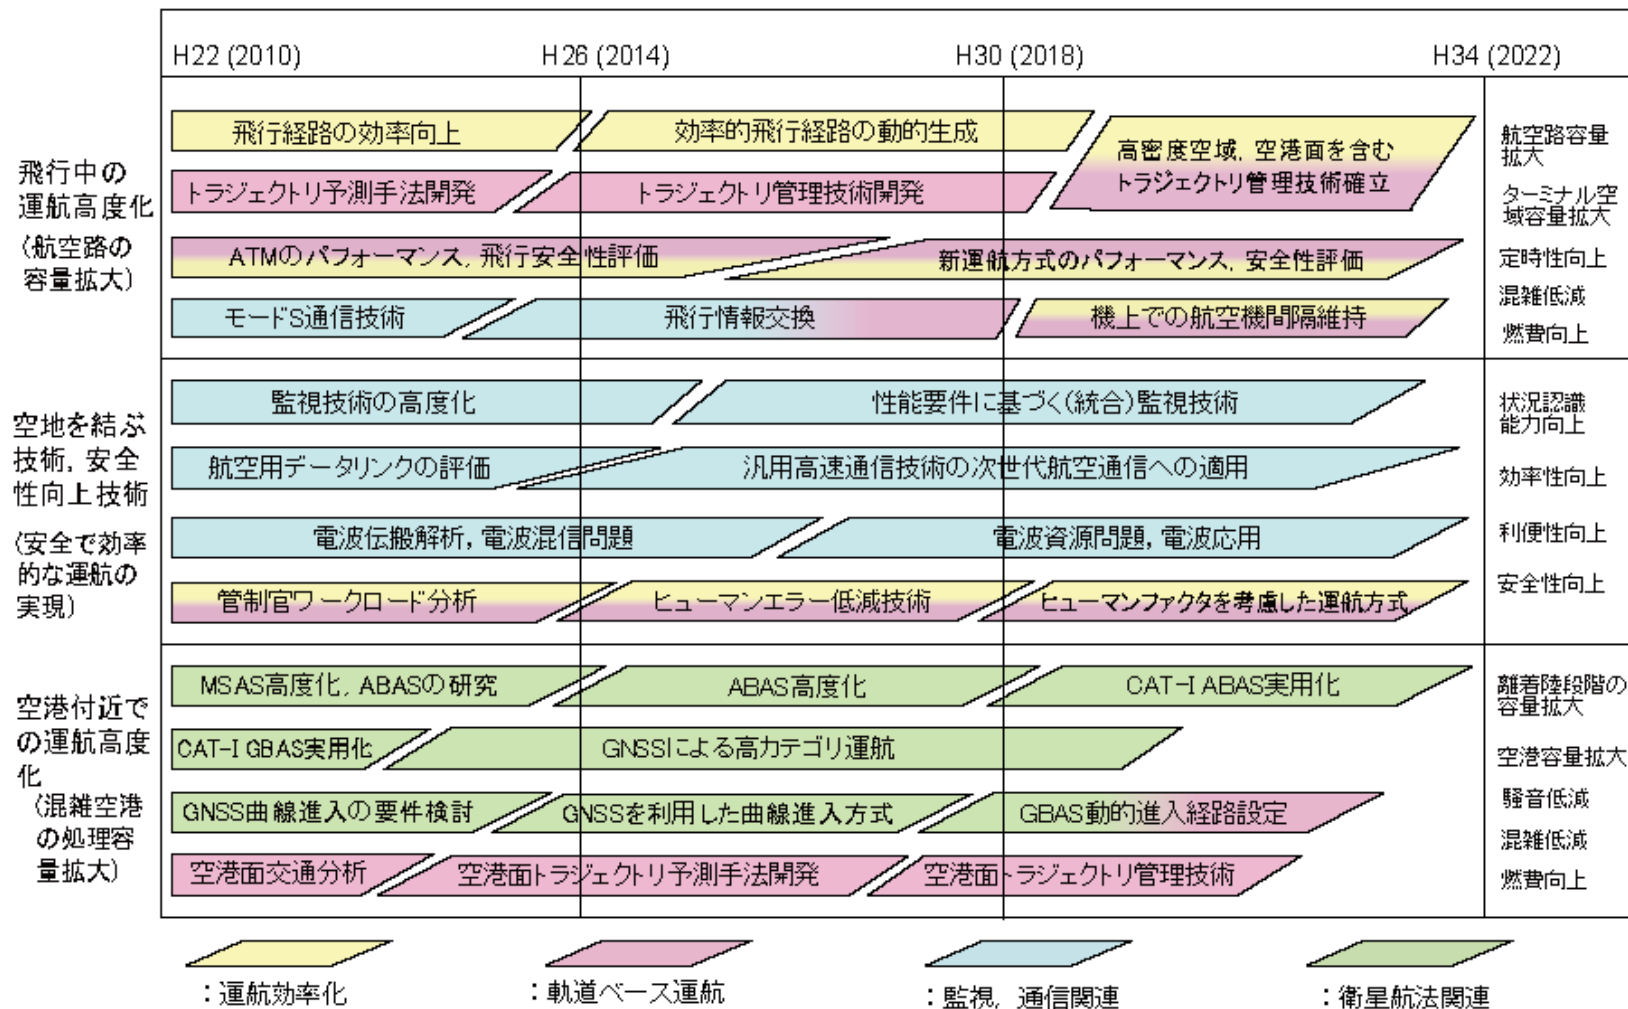 H22 (2010)
H26 (2014)
H30 (2018)
H34 (2022)
飛行中の
運航高度化
(航空路の
容量拡大)
飛行経路の効率向上
効率的飛行経路の動的生成
高密度空域, 空港面を含む
トラジェクトリ管理技術確立
トラジェクトリ予測手法開発
トラジェクトリ管理技術開発
ATMのパフォーマンス, 飛行安全性評価
新運航方式のパフォーマンス, 安全性評価
モードS通信技術
飛行情報交換
機上での航空機間隔維持
航空路容量
拡大
ターミナル空
域容量拡大
定時性向上
混雑低減
燃費向上
空地を結ぶ
技術, 安全
性向上技術
(安全で効率
的な運航の
実現)
監視技術の高度化
性能要件に基づく(統合)監視技術
航空用データリンクの評価
汎用高速通信技術の次世代航空通信への適用
電波伝搬解析, 電波混信問題
電波資源問題, 電波応用
管制官ワークロード分析
ヒューマンエラー低減技術
ヒューマンファクタを考慮した運航方式
状況認識
能力向上
効率性向上
利便性向上
安全性向上
空港付近で
の運航高度
化
(混雑空港
の処理容
量拡大)
MSAS高度化, ABASの研究
ABAS高度化
CAT-I ABAS実用化
CAT-I GBAS実用化
GNSSによる高カテゴリ運航
GNSS曲線進入の要件検討
GNSSを利用した曲線進入方式
GBAS動的進入経路設定
空港面交通分析
空港面トラジェクトリ予測手法開発
空港面トラジェクトリ管理技術
離着陸段階の
容量拡大
空港容量拡大
騒音低減
混雑低減
燃費向上
：運航効率化
：軌道ベース運航
：監視, 通信関連
：衛星航法関連